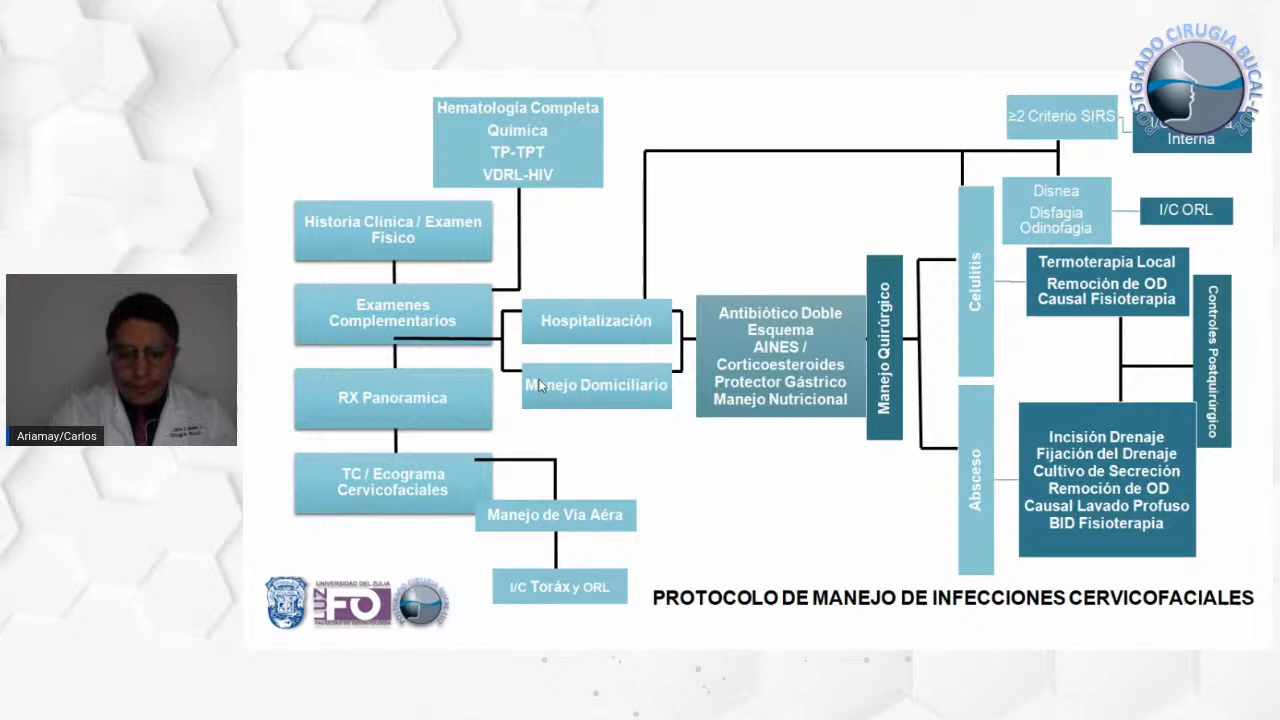 POSTGRADO CIRUGIA BUCAL-LUZ
Hematología Completa
Química
TP-TPT
VDRL-HIV
≥2 Criterio SIRS
Interna
Historia Clínica / Examen
Físico
Disnea
Disfagia
Odinofagia
I/C ORL
Examenes
Complementarios
Hospitalización
Manejo Domiciliario
RX Panoramica
TC / Ecograma
Cervicofaciales
Manejo de Vía Aéra
I/C Toráx y ORL
Antibiótico Doble
Esquema
AINES /
Corticoesteroides
Protector Gástrico
Manejo Nutricional
Manejo Quirúrgico
Celulitis
Absceso
Termoterapia Local
Remoción de OD
Causal Fisioterapia
Controles Postquirúrgico
Incisión Drenaje
Fijación del Drenaje
Cultivo de Secreción
Remoción de OD
Causal Lavado Profuso
BID Fisioterapia
Ariamay/Carlos
UNIVERSIDAD DEL ZULIA
LUZ
FO
FACULTAD DE ODONTOLOGÍA
PROTOCOLO DE MANEJO DE INFECCIONES CERVICOFACIALES